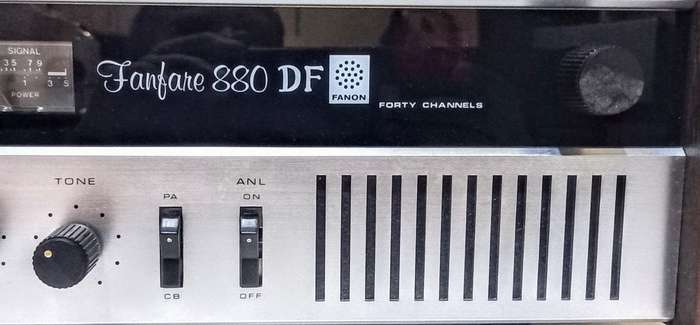 SIGNAL
3 5 7 9
1 3 5
POWER
Fanfare 880 DF
FANON
FORTY CHANNELS
TONE
PA
CB
ANL
ON
OFF